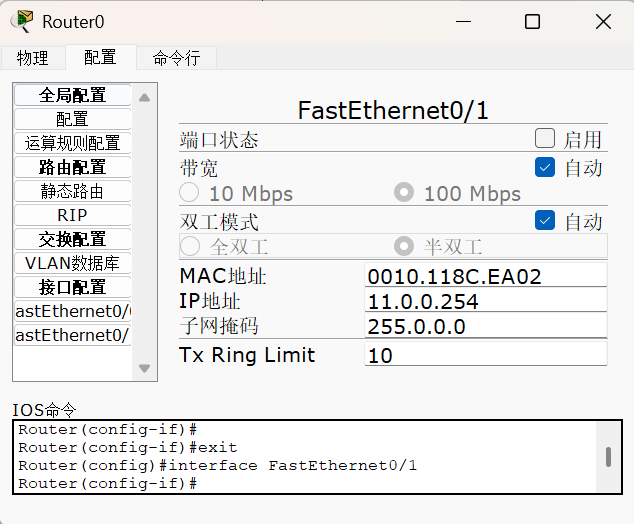 Router0
物理 配置 命令行
全局配置
配置
运算规则配置
路由配置
静态路由
RIP
交换配置
VLAN数据库
接口配置
astEthernet0/
astEthernet0/
FastEthernet0/1
端口状态 启用
带宽 自动
10 Mbps 100 Mbps
双工模式 自动
全双工 半双工
MAC地址 0010.118C.EA02
IP地址 11.0.0.254
子网掩码 255.0.0.0
Tx Ring Limit 10
IOS命令
Router(config-if)#
Router(config-if)#exit
Router(config)#interface FastEthernet0/1
Router(config-if)#